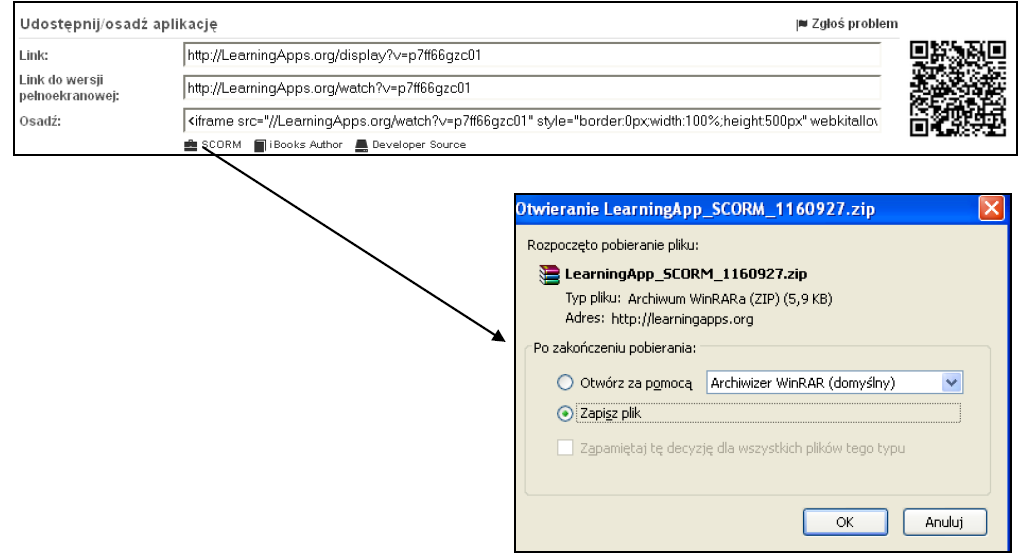 Udostępnij/osadź aplikację
Zgłoś problem
Link:
http://LearningApps.org/display?v=p7ff66gzc01
Link do wersji
pełnoekranowej:
http://LearningApps.org/watch?v=p7ff66gzc01
Osadź:
<iframe src="//LearningApps.org/watch?v=p7ff66gzc01" style="border:0px;width:100%;height:500px" webkitallov
SCORM iBooks Author Developer Source
Otwieranie LearningApp_SCORM_1160927.zip
Rozpoczęto pobieranie pliku:
LearningApp_SCORM_1160927.zip
Typ pliku: Archiwum WinRARa (ZIP) (5,9 KB)
Adres: http://learningapps.org
Po zakończeniu pobierania:
Otwórz za pomocą Archiwizer WinRAR (domyślny)
Zapisz plik
Zapamiętaj tę decyzję dla wszystkich plików tego typu
OK Anuluj